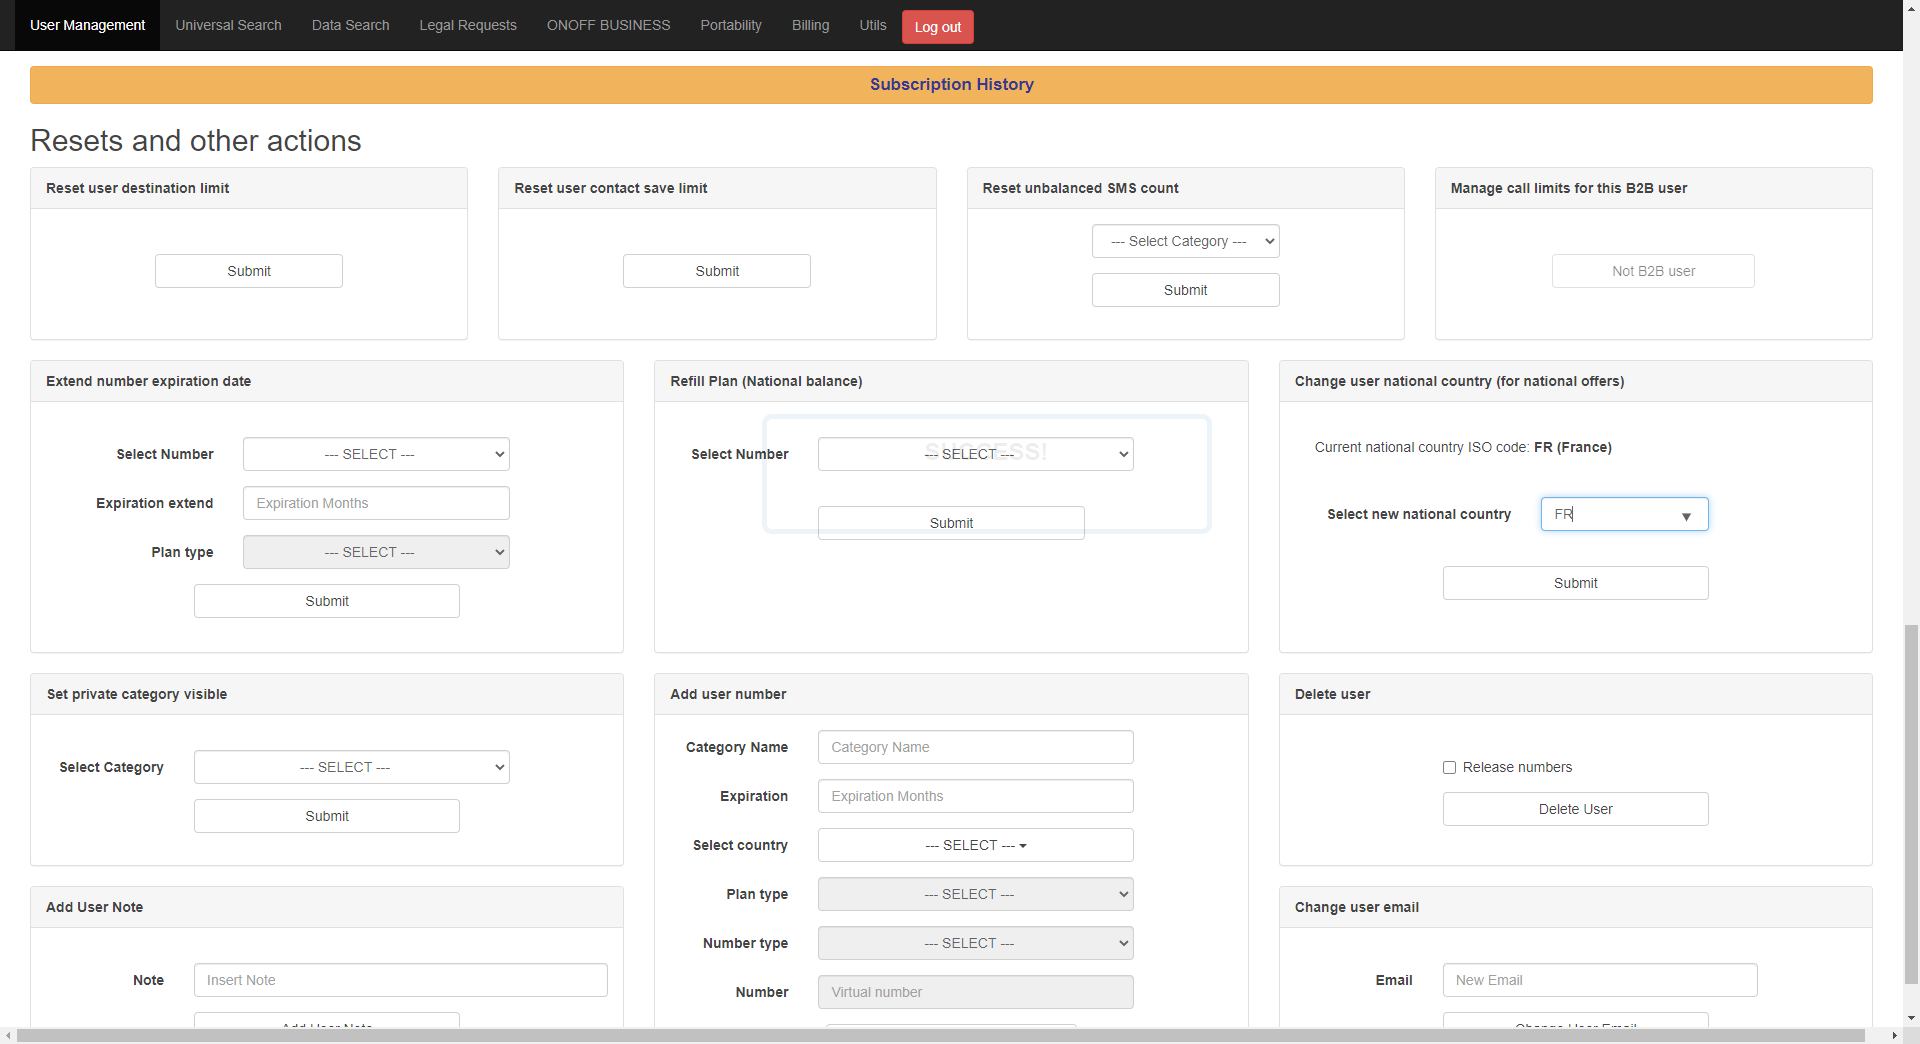 User Management Universal Search Data Search Legal Requests ONOFF BUSINESS Portability Billing Utils Log out
Subscription History
Resets and other actions
Reset user destination limit
Submit
Reset user contact save limit
Submit
Reset unbalanced SMS count
--- Select Category ---
Submit
Manage call limits for this B2B user
Not B2B user
Extend number expiration date
Select Number --- SELECT ---
Expiration extend Expiration Months
Plan type --- SELECT ---
Submit
Refill Plan (National balance)
SUCCESS!
Select Number --- SELECT ---
Submit
Change user national country (for national offers)
Current national country ISO code: FR (France)
Select new national country FR
Submit
Set private category visible
Select Category --- SELECT ---
Submit
Add user number
Category Name Category Name
Expiration Expiration Months
Select country --- SELECT ---
Plan type --- SELECT ---
Number type --- SELECT ---
Number Virtual number
Delete user
Release numbers
Delete User
Add User Note
Note Insert Note
Add User Note
Change user email
Email New Email
Change User Email